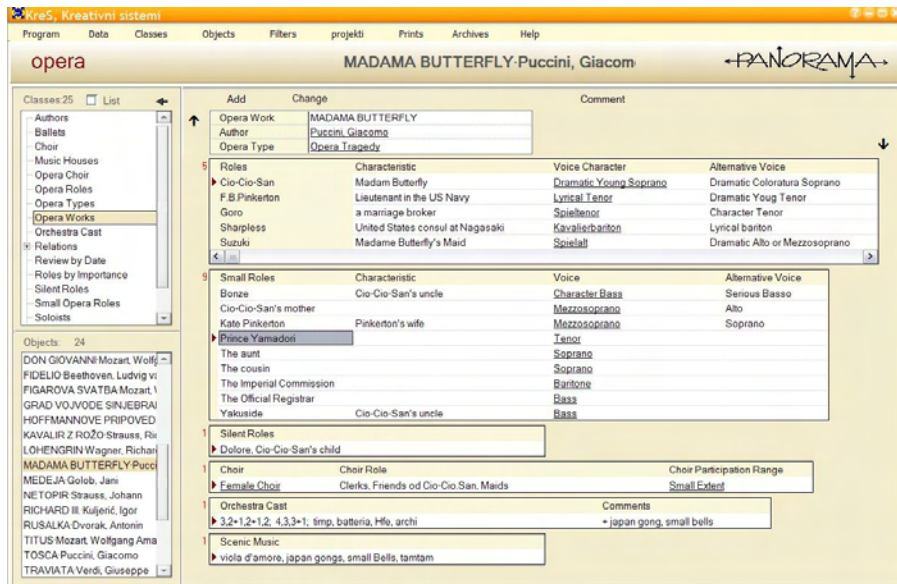 KreS, Kreativni sistemi
Program Data Classes Objects Filters projekti Prints Archives Help
opera MADAMA BUTTERFLY-Puccini, Giacom PANORAMA
Classes:25 List
Authors
Ballets
Choir
Music Houses
Opera Choir
Opera Roles
Opera Types
Opera Works
Orchestra Cast
Relations
Review by Date
Roles by Importance
Silent Roles
Small Opera Roles
Soloists
Objects: 24
DON GIOVANNI-Mozart, Wolfg
FIDELIO Beethoven, Ludvig va
FIGAROVA SVATBA Mozart, W
GRAD VOJVODE SINJEBRA
HOFFMANNOVE PRIPOVED
KAVALIR Z ROŽO-Strauss, Ric
LOHENGRIN Wagner, Richar
MADAMA BUTTERFLY-Pucci
MEDEJA Golob, Jani
NETOPIR Strauss, Johann
RICHARD III. Kuljerić, Igor
RUSALKA Dvorak, Antonin
TITUS Mozart, Wolfgang Ama
TOSCA Puccini, Giacomo
TRAVIATA Verdi, Giuseppe
Add Change Comment
Opera Work MADAMA BUTTERFLY
Author Puccini, Giacomo
Opera Type Opera Tragedy
5 Roles Characteristic Voice Character Alternative Voice
Cio-Cio-San Madam Butterfly Dramatic Young Soprano Dramatic Coloratura Soprano
F.B.Pinkerton Lieutenant in the US Navy Lyrical Tenor Dramatic Youg Tenor
Goro a marriage broker Spieltenor Character Tenor
Sharpless United States consul at Nagasaki Kavalierbariton Lyrical bariton
Suzuki Madame Butterfly's Maid Spielalt Dramatic Alto or Mezzosoprano
9 Small Roles Characteristic Voice Alternative Voice
Bonze Cio-Cio-San's uncle Character Bass Serious Basso
Cio-Cio-San's mother Mezzosoprano Alto
Kate Pinkerton Pinkerton's wife Mezzosoprano Soprano
Prince Yamadori Tenor
The aunt Soprano
The cousin Soprano
The Imperial Commission Baritone
The Official Registrar Bass
Yakuside Cio-Cio-San's uncle Bass
1 Silent Roles
Dolore, Cio-Cio-San's child
1 Choir Choir Role Choir Participation Range
Female Choir Clerks, Friends od Cio-Cio.San, Maids Small Extent
1 Orchestra Cast Comments
3,2+1,2+1,2; 4,3,3+1; timp, batteria, Hfe, archi + japan gong, small bells
1 Scenic Music
viola d'amore, japan gongs, small Bells, tamtam